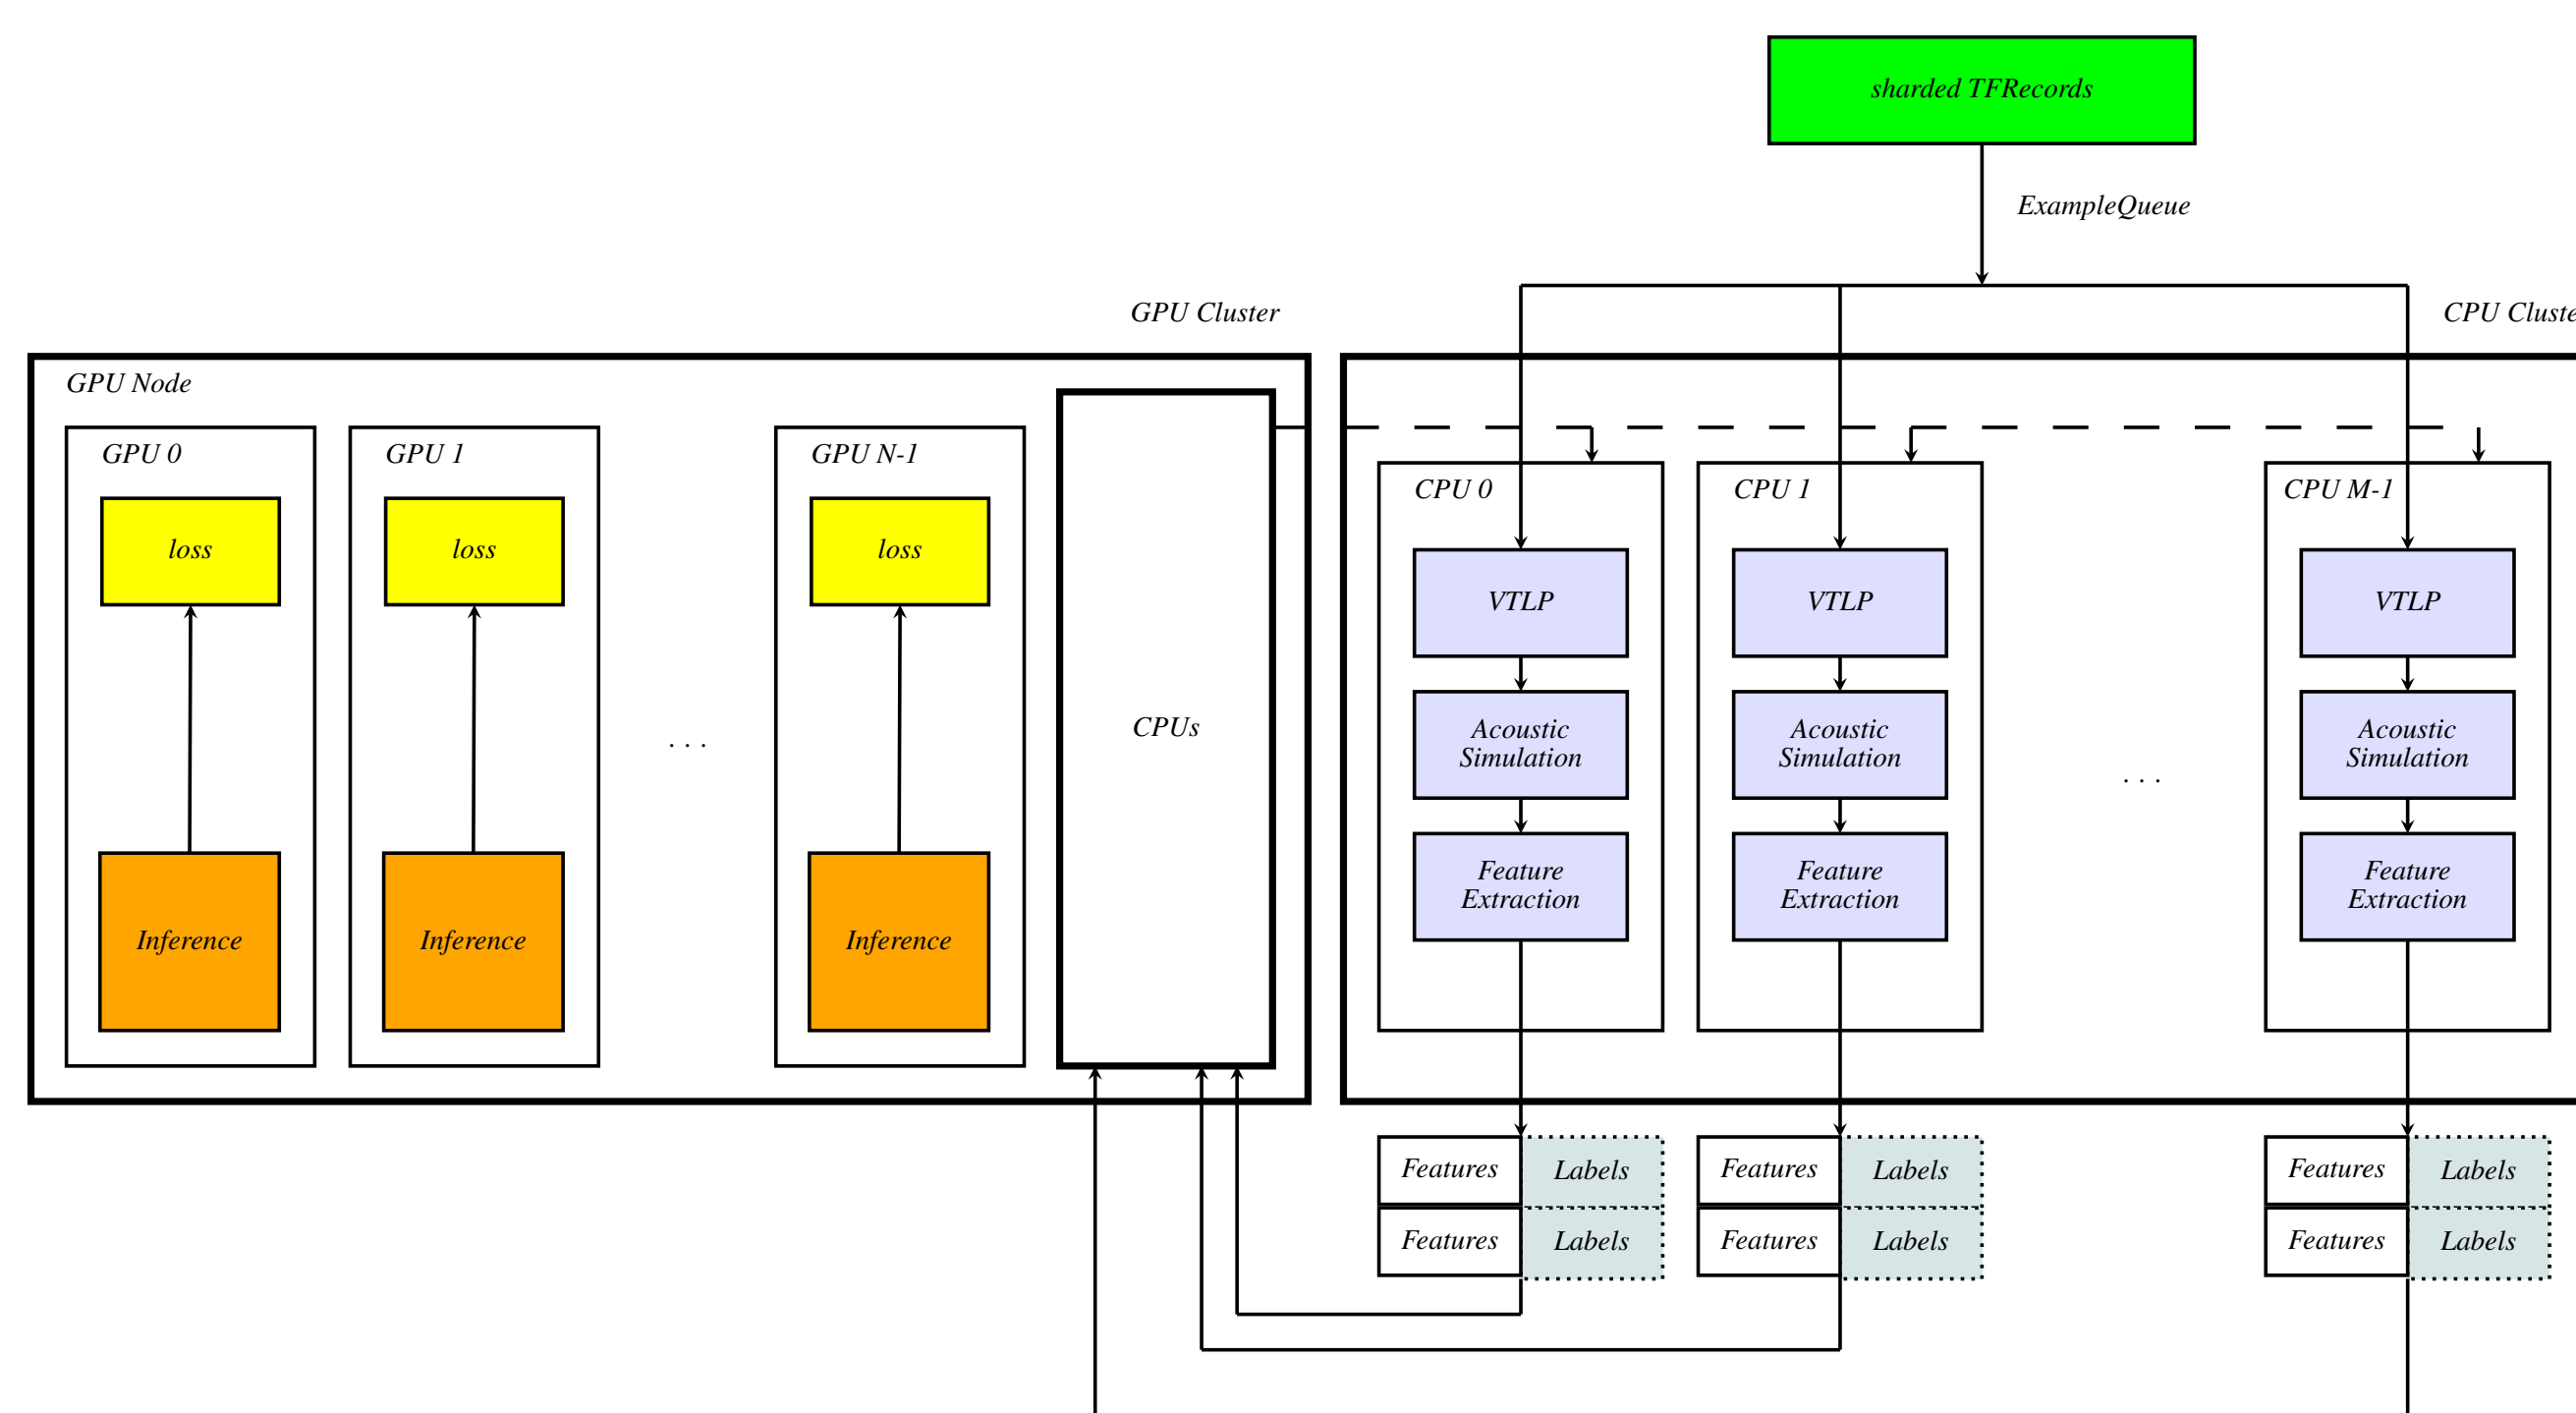 sharded TFRecords
ExampleQueue
GPU Cluster
CPU Cluste
GPU Node
GPU 0
GPU 1
GPU N-1
CPU 0
CPU 1
CPU M-1
loss
loss
loss
VTLP
VTLP
VTLP
CPUs
Acoustic
Simulation
Acoustic
Simulation
Acoustic
Simulation
. . .
. . .
Feature
Extraction
Feature
Extraction
Feature
Extraction
Inference
Inference
Inference
Features Labels
Features Labels
Features Labels
Features Labels
Features Labels
Features Labels